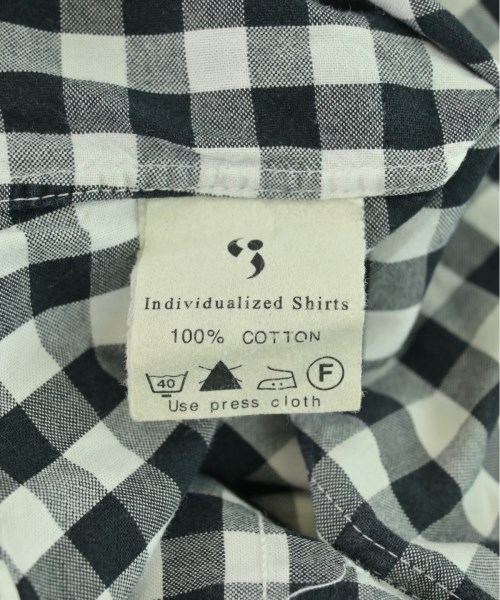 Individualized Shirts
100% COTTON
40 F
Use press cloth